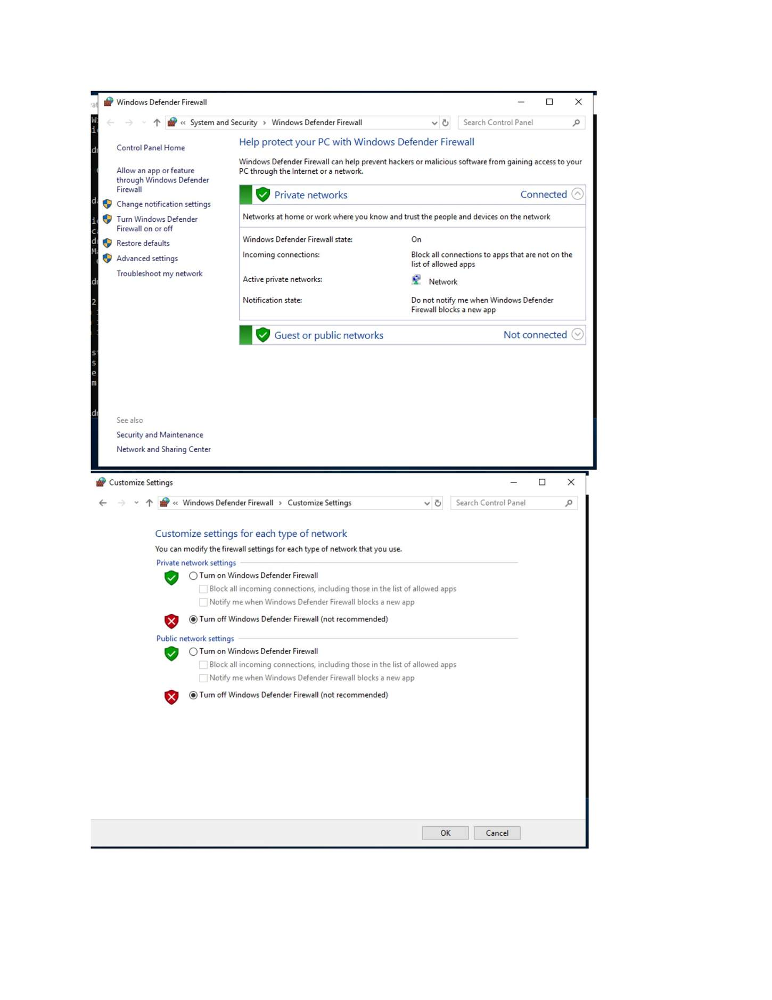 Windows Defender Firewall
« System and Security › Windows Defender Firewall
Search Control Panel
Control Panel Home
Allow an app or feature
through Windows Defender
Firewall
Change notification settings
Turn Windows Defender
Firewall on or off
Restore defaults
Advanced settings
Troubleshoot my network
See also
Security and Maintenance
Network and Sharing Center
Help protect your PC with Windows Defender Firewall
Windows Defender Firewall can help prevent hackers or malicious software from gaining access to your
PC through the Internet or a network.
Private networks Connected
Networks at home or work where you know and trust the people and devices on the network
Windows Defender Firewall state: On
Incoming connections: Block all connections to apps that are not on the
list of allowed apps
Active private networks: Network
Notification state: Do not notify me when Windows Defender
Firewall blocks a new app
Guest or public networks Not connected
Customize Settings
« Windows Defender Firewall › Customize Settings
Search Control Panel
Customize settings for each type of network
You can modify the firewall settings for each type of network that you use.
Private network settings
Turn on Windows Defender Firewall
Block all incoming connections, including those in the list of allowed apps
Notify me when Windows Defender Firewall blocks a new app
Turn off Windows Defender Firewall (not recommended)
Public network settings
Turn on Windows Defender Firewall
Block all incoming connections, including those in the list of allowed apps
Notify me when Windows Defender Firewall blocks a new app
Turn off Windows Defender Firewall (not recommended)
OK Cancel